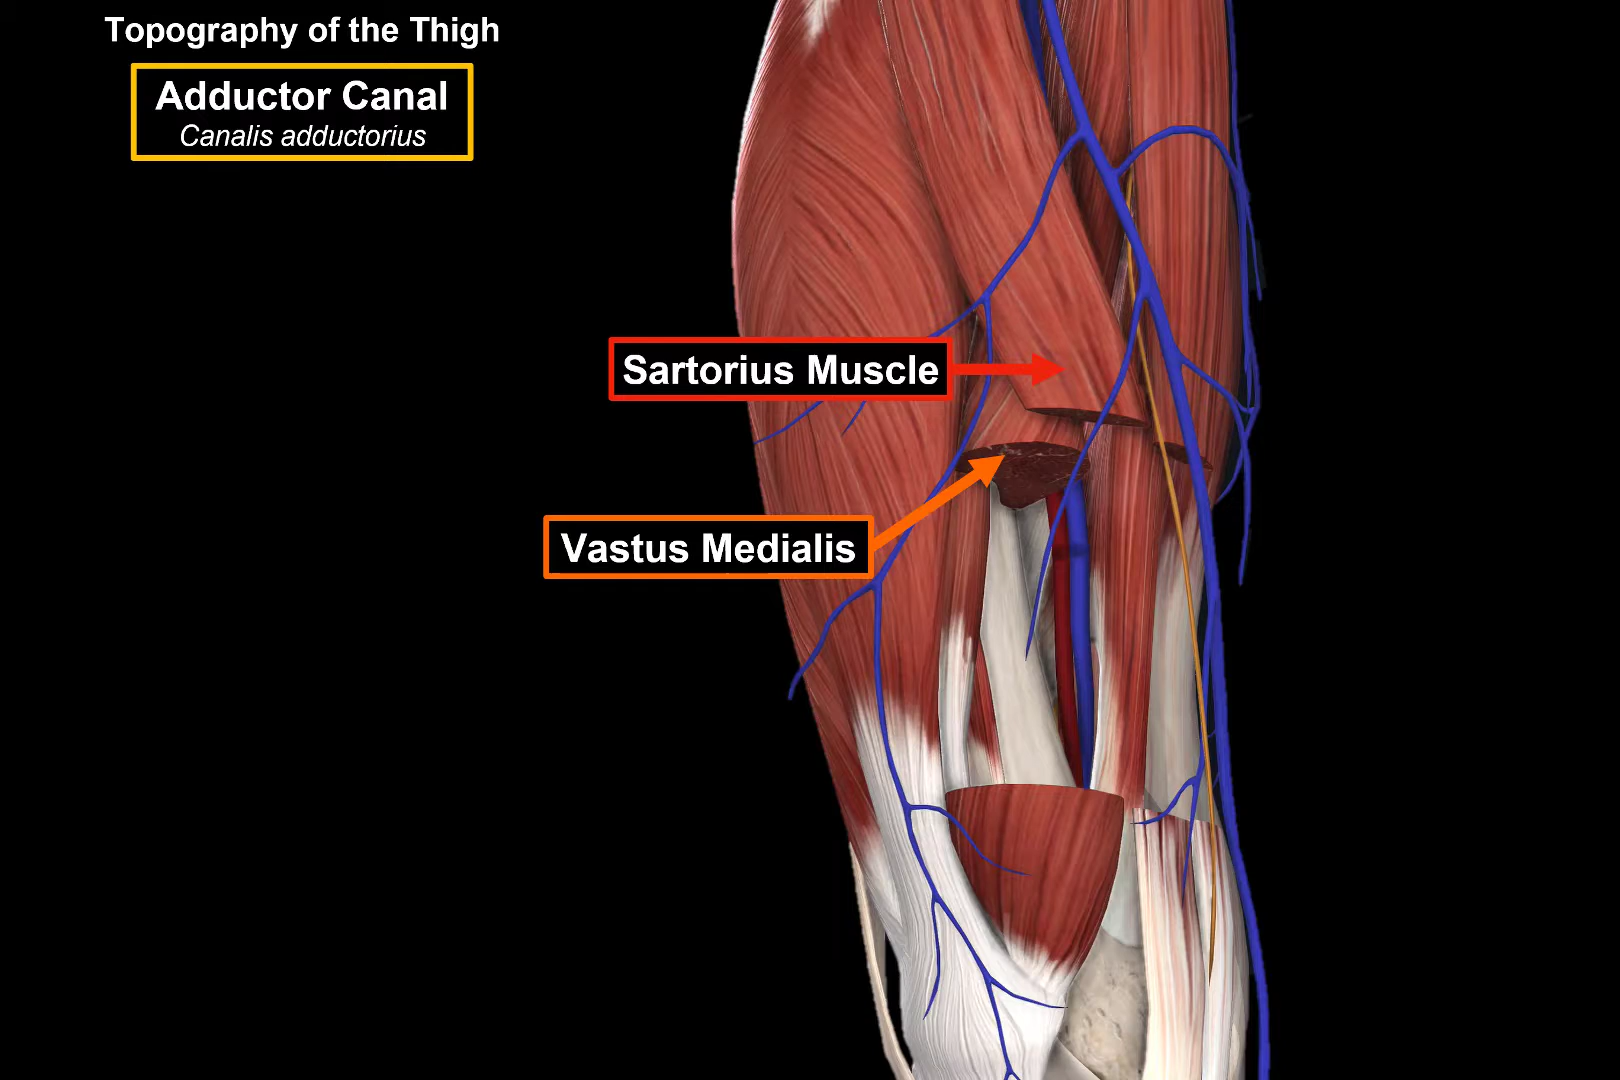 Topography of the Thigh
Adductor Canal
Canalis adductorius
Sartorius Muscle
Vastus Medialis